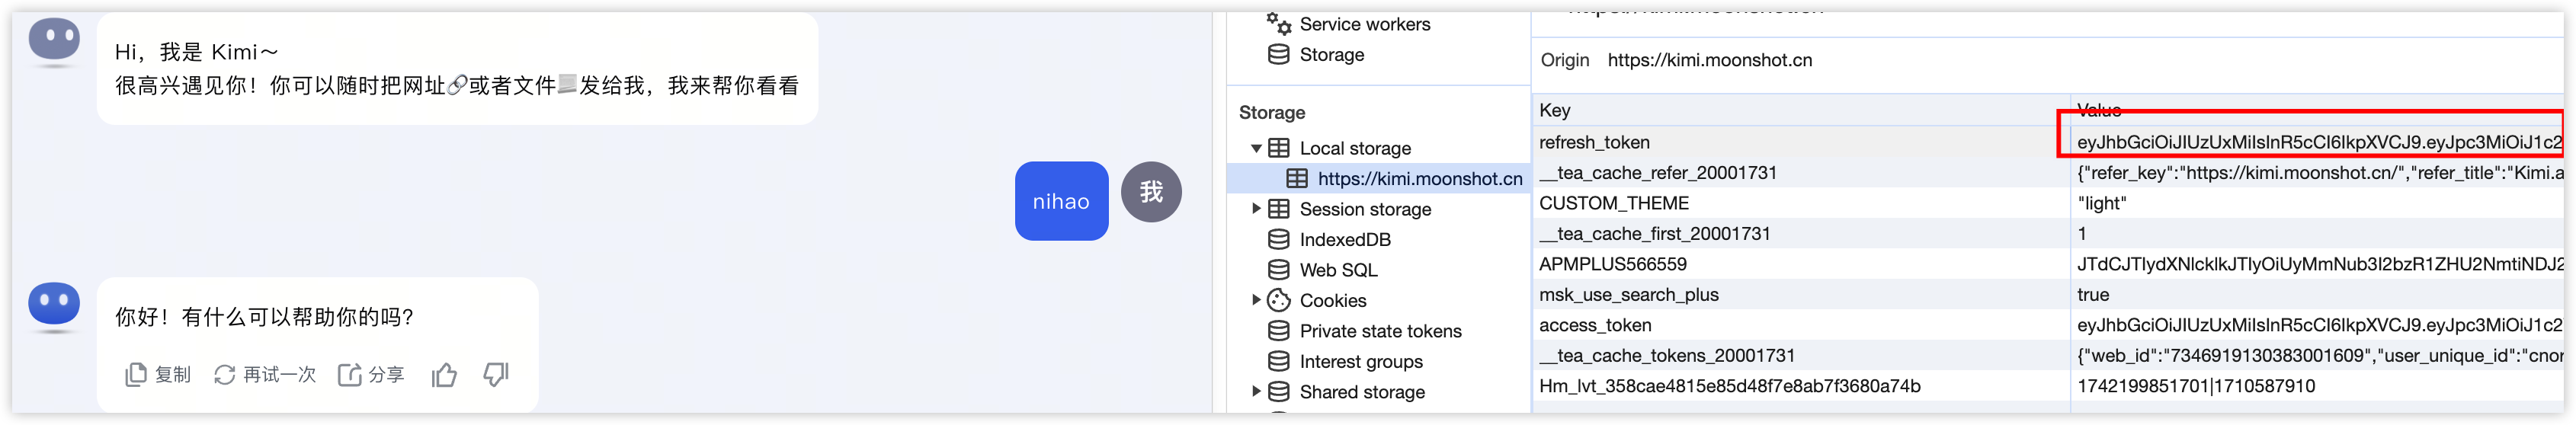 Hi，我是 Kimi～
很高兴遇见你！你可以随时把网址🔗或者文件📃发给我，我来帮你看看
nihao
我
你好！有什么可以帮助你的吗?
复制 再试一次 分享
Service workers
Storage
Storage
Local storage
https://kimi.moonshot.cn
Session storage
IndexedDB
Web SQL
Cookies
Private state tokens
Interest groups
Shared storage
Origin https://kimi.moonshot.cn
Key Value
refresh_token eyJhbGciOiJIUzUxMiIsInR5cCI6IkpXVCJ9.eyJpc3MiOiJ1c2
__tea_cache_refer_20001731 {"refer_key":"https://kimi.moonshot.cn/","refer_title":"Kimi.a
CUSTOM_THEME "light"
__tea_cache_first_20001731 1
APMPLUS566559 JTdCJTIydXNlcklkJTIyOiUyMmNub3I2bzR1ZHU2NmtiNDJ2
msk_use_search_plus true
access_token eyJhbGciOiJIUzUxMiIsInR5cCI6IkpXVCJ9.eyJpc3MiOiJ1c2
__tea_cache_tokens_20001731 {"web_id":"7346919130383001609","user_unique_id":"cnor
Hm_lvt_358cae4815e85d48f7e8ab7f3680a74b 1742199851701|1710587910